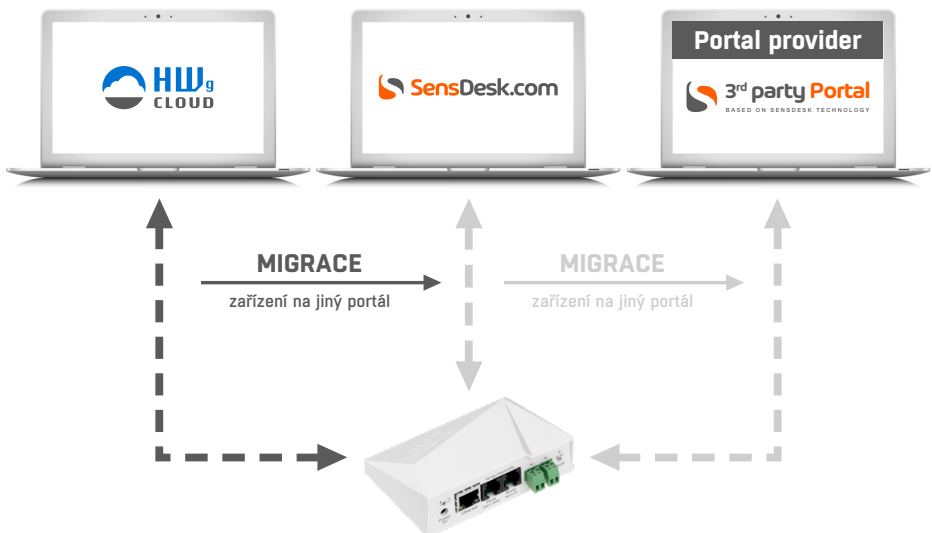 HWg
CLOUD
SensDesk.com
Portal provider
3rd party Portal
BASED ON SENSDESK TECHNOLOGY
MIGRACE
zařízení na jiný portál
MIGRACE
zařízení na jiný portál
Ethernet